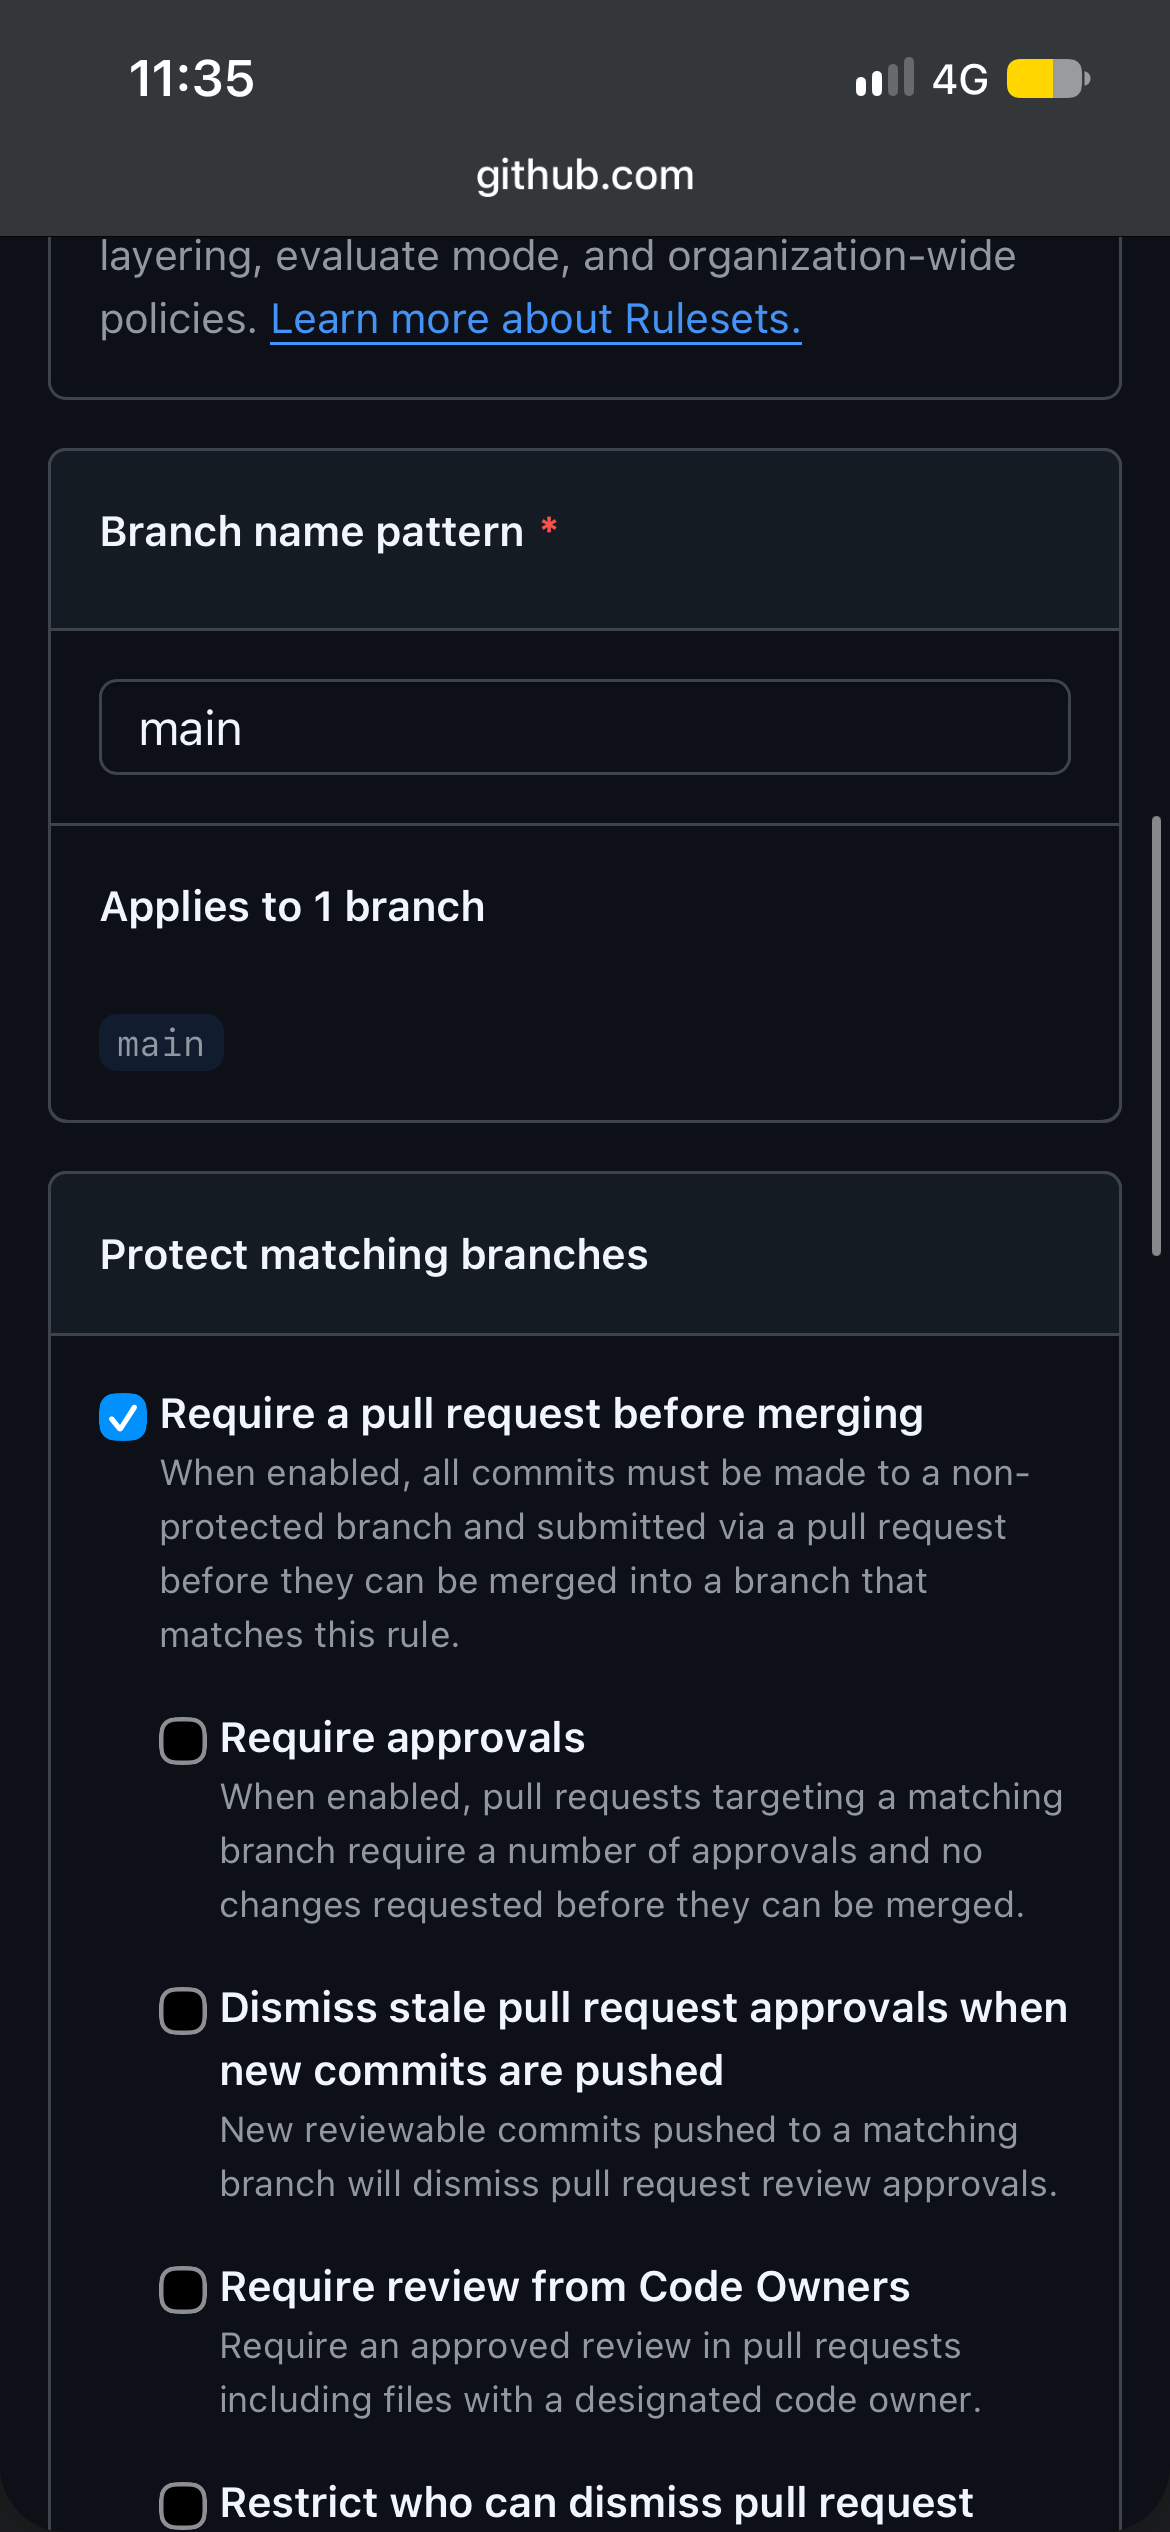 11:35
4G
github.com
layering, evaluate mode, and organization-wide
policies. Learn more about Rulesets.
Branch name pattern *
main
Applies to 1 branch
main
Protect matching branches
Require a pull request before merging
When enabled, all commits must be made to a non-
protected branch and submitted via a pull request
before they can be merged into a branch that
matches this rule.
Require approvals
When enabled, pull requests targeting a matching
branch require a number of approvals and no
changes requested before they can be merged.
Dismiss stale pull request approvals when
new commits are pushed
New reviewable commits pushed to a matching
branch will dismiss pull request review approvals.
Require review from Code Owners
Require an approved review in pull requests
including files with a designated code owner.
Restrict who can dismiss pull request